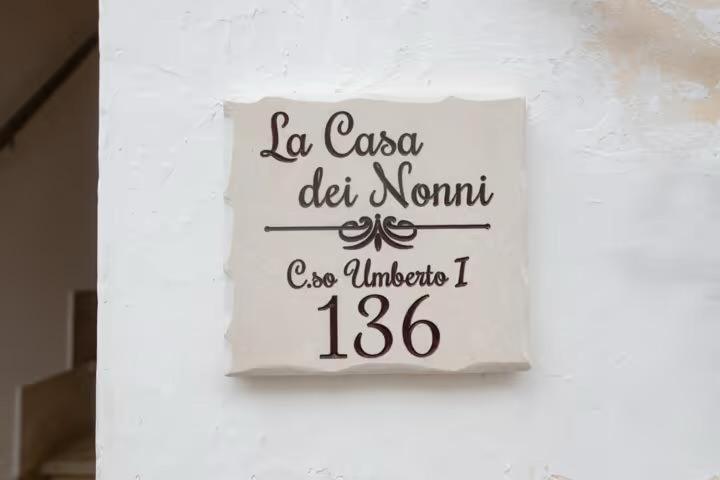 La Casa
dei Nonni
C.so Umberto I
136